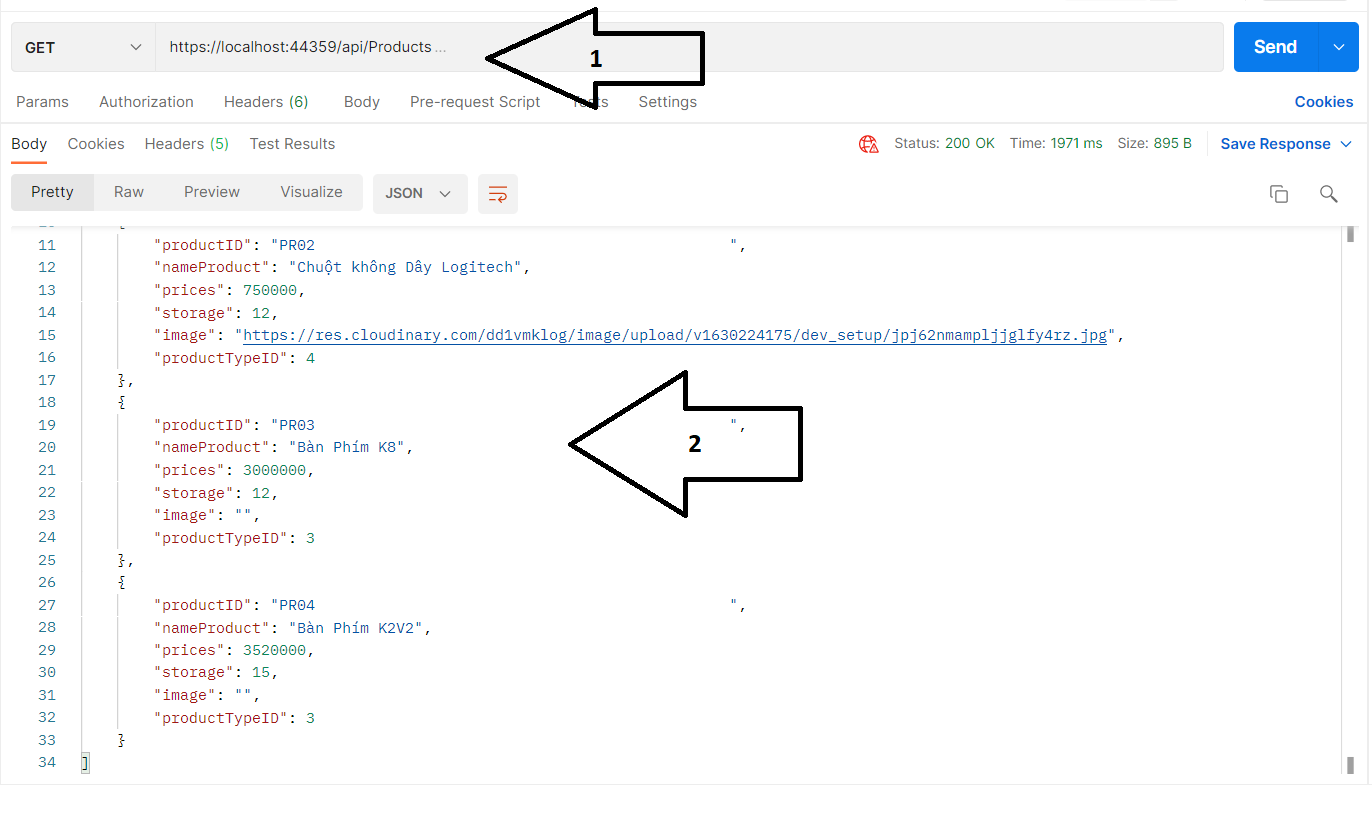 GET https://localhost:44359/api/Products ... 1 Send
Params Authorization Headers (6) Body Pre-request Script Settings Cookies
Body Cookies Headers (5) Test Results Status: 200 OK Time: 1971 ms Size: 895 B Save Response
Pretty Raw Preview Visualize JSON
11 "productID": "PR02 ",
12 "nameProduct": "Chuột không Dây Logitech",
13 "prices": 750000,
14 "storage": 12,
15 "image": "https://res.cloudinary.com/dd1vmklog/image/upload/v1630224175/dev_setup/jpj62nmampljjglfy4rz.jpg",
16 "productTypeID": 4
17 },
18 {
19 "productID": "PR03 ",
20 "nameProduct": "Bàn Phím K8", 2
21 "prices": 3000000,
22 "storage": 12,
23 "image": "",
24 "productTypeID": 3
25 },
26 {
27 "productID": "PR04 ",
28 "nameProduct": "Bàn Phím K2V2",
29 "prices": 3520000,
30 "storage": 15,
31 "image": "",
32 "productTypeID": 3
33 }
34 ]